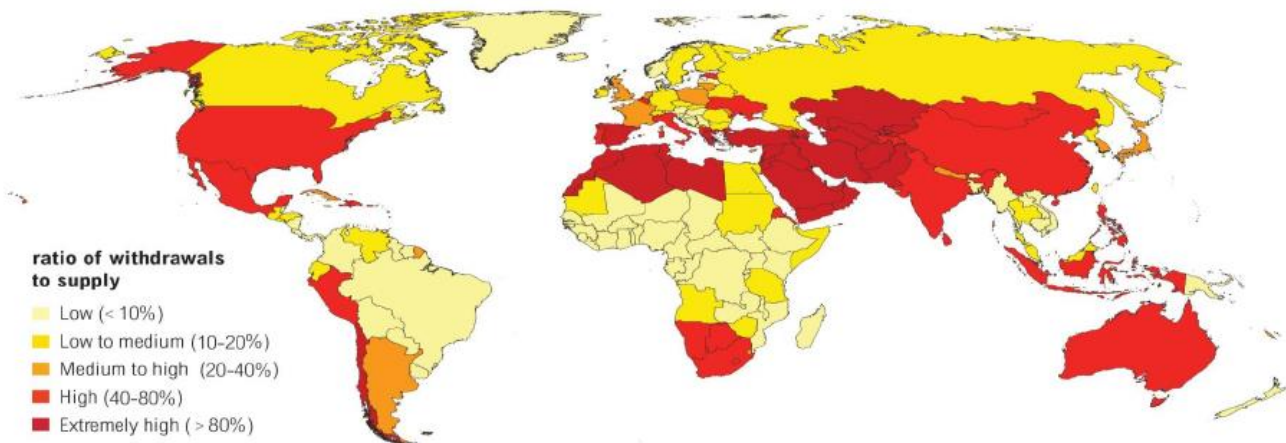 ratio of withdrawals
to supply
Low (< 10%)
Low to medium (10-20%)
Medium to high (20-40%)
High (40-80%)
Extremely high (> 80%)